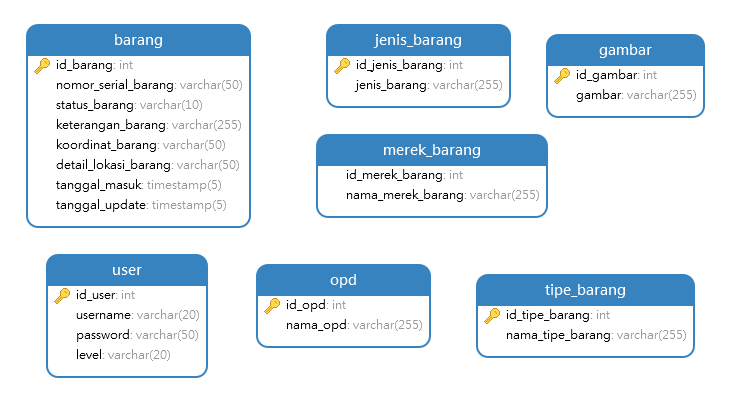 barang
id_barang: int
nomor_serial_barang: varchar(50)
status_barang: varchar(10)
keterangan_barang: varchar(255)
koordinat_barang: varchar(50)
detail_lokasi_barang: varchar(50)
tanggal_masuk: timestamp(5)
tanggal_update: timestamp(5)
jenis_barang
id_jenis_barang: int
jenis_barang: varchar(255)
gambar
id_gambar: int
gambar: varchar(255)
merek_barang
id_merek_barang: int
nama_merek_barang: varchar(255)
user
id_user: int
username: varchar(20)
password: varchar(50)
level: varchar(20)
opd
id_opd: int
nama_opd: varchar(255)
tipe_barang
id_tipe_barang: int
nama_tipe_barang: varchar(255)